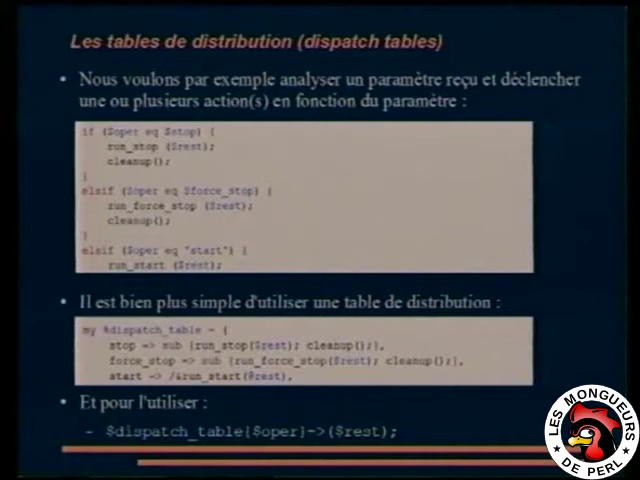 Les tables de distribution (dispatch tables)
• Nous voulons par exemple analyser un paramètre reçu et déclencher
une ou plusieurs action(s) en fonction du paramètre :
if ($oper eq $stop) {
run_stop ($rest);
cleanup();
}
elsif ($oper eq $force_stop) {
run_force_stop ($rest);
cleanup();
}
elsif ($oper eq "start") {
run_start ($rest);
• Il est bien plus simple d'utiliser une table de distribution :
my %dispatch_table = (
stop => sub {run_stop($rest); cleanup();},
force_stop => sub {run_force_stop($rest); cleanup();},
start => /&run_start(@rest),
• Et pour l'utiliser :
– $dispatch_table{$oper}->($rest);
LES MONGUEURS
DE PERL